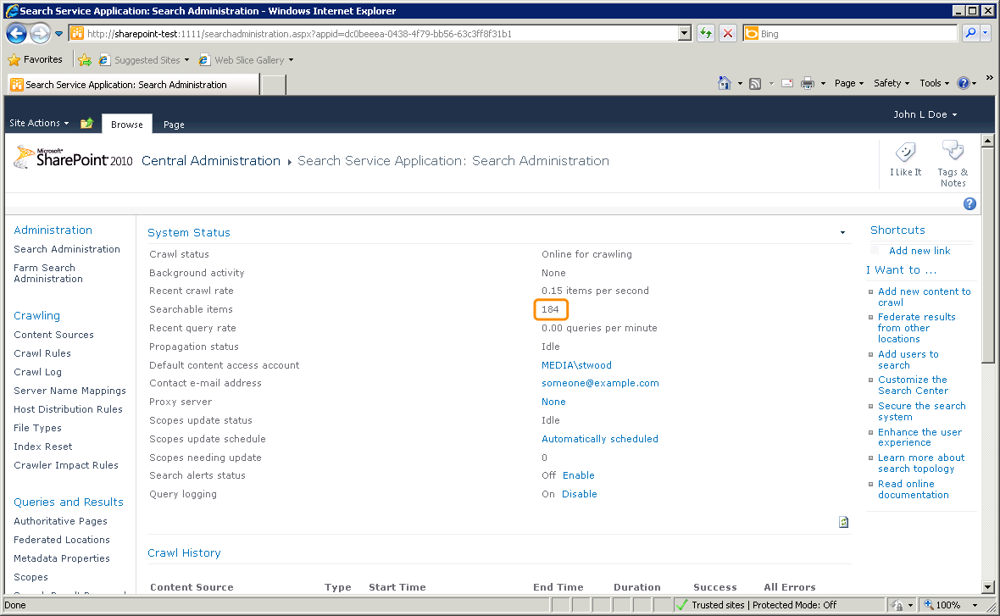 Search Service Application: Search Administration - Windows Internet Explorer
http://sharepoint-test:1111/searchadministration.aspx?appid=dc0beeea-0438-4f79-bb56-63c3ff8f31b1
Bing
Favorites
Suggested Sites
Web Slice Gallery
Search Service Application: Search Administration
Page
Safety
Tools
»
Site Actions
Browse
Page
John L Doe
Microsoft
SharePoint 2010
Central Administration
Search Service Application: Search Administration
I Like It
Tags &
Notes
Administration
Search Administration
Farm Search
Administration
Crawling
Content Sources
Crawl Rules
Crawl Log
Server Name Mappings
Host Distribution Rules
File Types
Index Reset
Crawler Impact Rules
Queries and Results
Authoritative Pages
Federated Locations
Metadata Properties
Scopes
System Status
Crawl status Online for crawling
Background activity None
Recent crawl rate 0.15 items per second
Searchable items 184
Recent query rate 0.00 queries per minute
Propagation status Idle
Default content access account MEDIA\stwood
Contact e-mail address someone@example.com
Proxy server None
Scopes update status Idle
Scopes update schedule Automatically scheduled
Scopes needing update 0
Search alerts status Off Enable
Query logging On Disable
Crawl History
Content Source Type Start Time End Time Duration Success All Errors
Shortcuts
Add new link
I Want to ...
Add new content to
crawl
Federate results
from other
locations
Add users to
search
Customize the
Search Center
Secure the search
system
Enhance the user
experience
Learn more about
search topology
Read online
documentation
Done
Trusted sites | Protected Mode: Off
100%